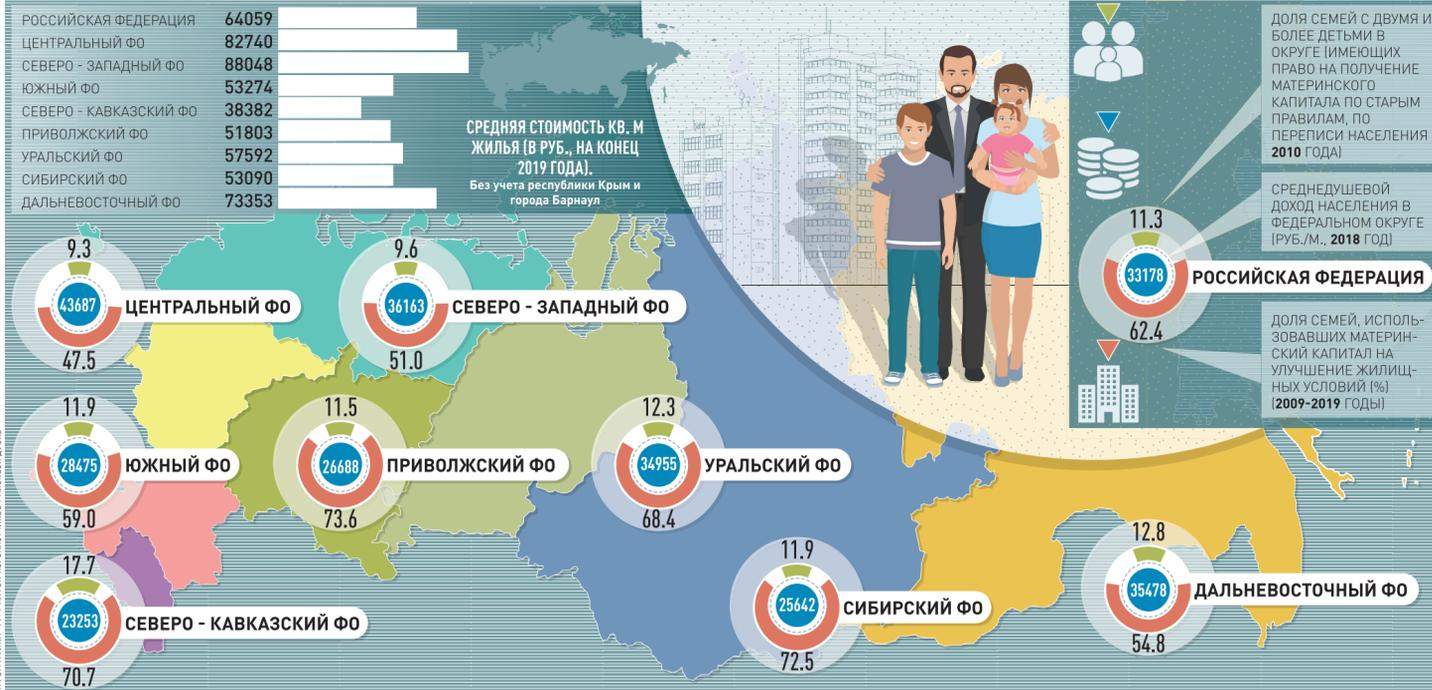 РОССИЙСКАЯ ФЕДЕРАЦИЯ 64059
ЦЕНТРАЛЬНЫЙ ФО 82740
СЕВЕРО - ЗАПАДНЫЙ ФО 88048
ЮЖНЫЙ ФО 53274
СЕВЕРО - КАВКАЗСКИЙ ФО 38382
ПРИВОЛЖСКИЙ ФО 51803
УРАЛЬСКИЙ ФО 57592
СИБИРСКИЙ ФО 53090
ДАЛЬНЕВОСТОЧНЫЙ ФО 73353
СРЕДНЯЯ СТОИМОСТЬ КВ. М
ЖИЛЬЯ (В РУБ., НА КОНЕЦ
2019 ГОДА).
Без учета республики Крым и
города Барнаул
ДОЛЯ СЕМЕЙ С ДВУМЯ И
БОЛЕЕ ДЕТЬМИ В
ОКРУГЕ (ИМЕЮЩИХ
ПРАВО НА ПОЛУЧЕНИЕ
МАТЕРИНСКОГО
КАПИТАЛА ПО СТАРЫМ
ПРАВИЛАМ, ПО
ПЕРЕПИСИ НАСЕЛЕНИЯ
2010 ГОДА)
СРЕДНЕДУШЕВОЙ
ДОХОД НАСЕЛЕНИЯ В
ФЕДЕРАЛЬНОМ ОКРУГЕ
(РУБ./М., 2018 ГОД)
11.3
33178
РОССИЙСКАЯ ФЕДЕРАЦИЯ
62.4
ДОЛЯ СЕМЕЙ, ИСПОЛЬ-
ЗОВАВШИХ МАТЕРИН-
СКИЙ КАПИТАЛ НА
УЛУЧШЕНИЕ ЖИЛИЩ-
НЫХ УСЛОВИЙ (%)
(2009-2019 ГОДЫ)
9.3
43687
ЦЕНТРАЛЬНЫЙ ФО
47.5
9.6
36163
СЕВЕРО - ЗАПАДНЫЙ ФО
51.0
11.9
28475
ЮЖНЫЙ ФО
59.0
11.5
26688
ПРИВОЛЖСКИЙ ФО
73.6
12.3
34955
УРАЛЬСКИЙ ФО
68.4
17.7
23253
СЕВЕРО - КАВКАЗСКИЙ ФО
70.7
11.9
25642
СИБИРСКИЙ ФО
72.5
12.8
35478
ДАЛЬНЕВОСТОЧНЫЙ ФО
54.8